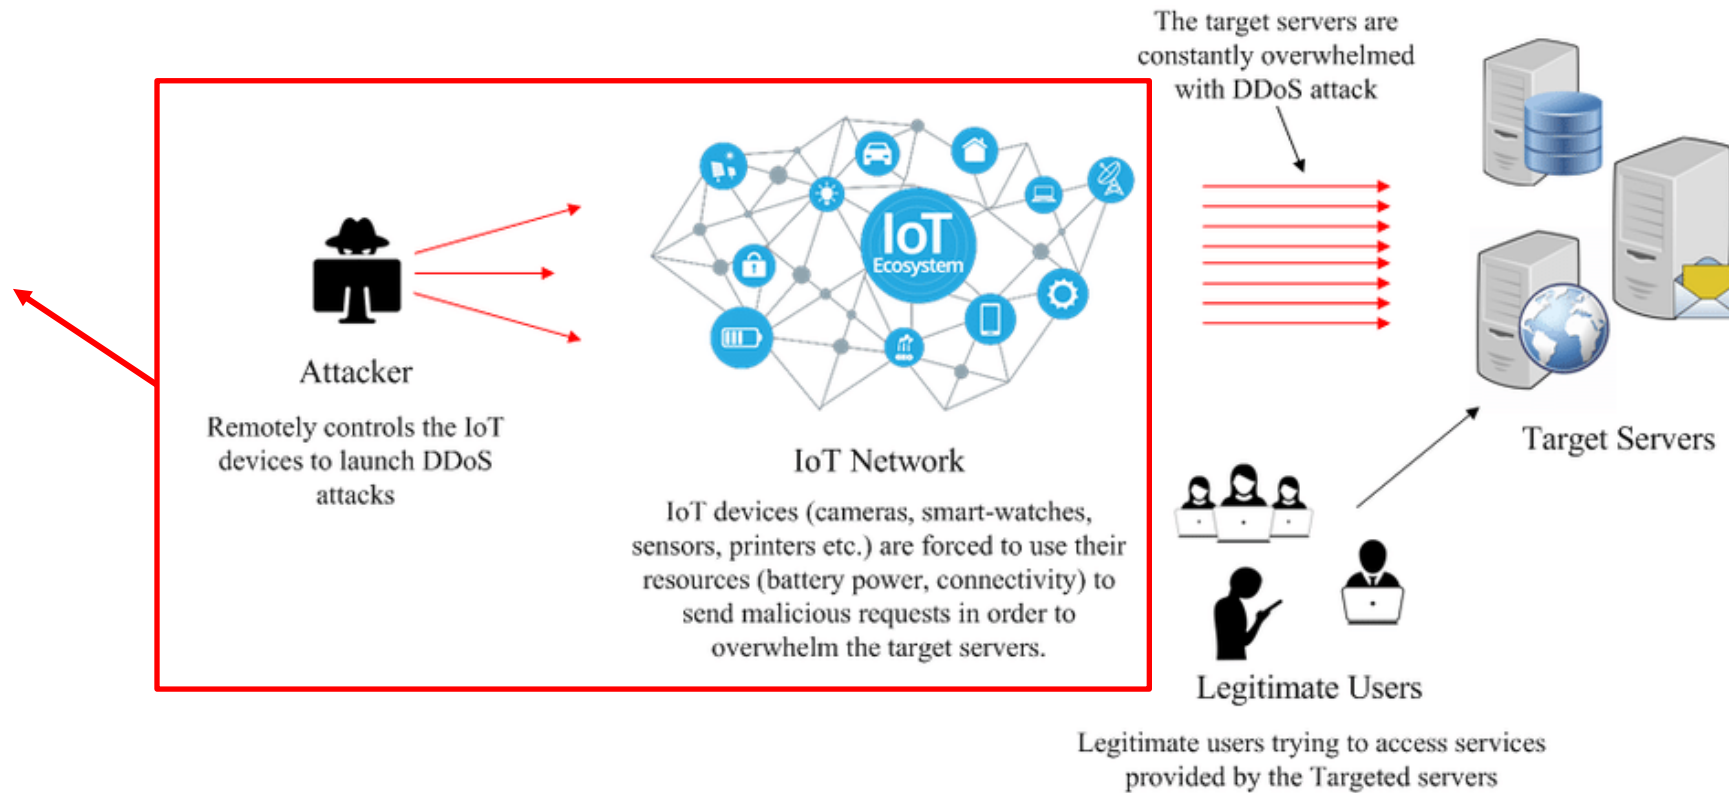 The target servers are
constantly overwhelmed
with DDoS attack
IoT
Ecosystem
Attacker
Remotely controls the IoT
devices to launch DDoS
attacks
IoT Network
IoT devices (cameras, smart-watches,
sensors, printers etc.) are forced to use their
resources (battery power, connectivity) to
send malicious requests in order to
overwhelm the target servers.
Target Servers
Legitimate Users
Legitimate users trying to access services
provided by the Targeted servers